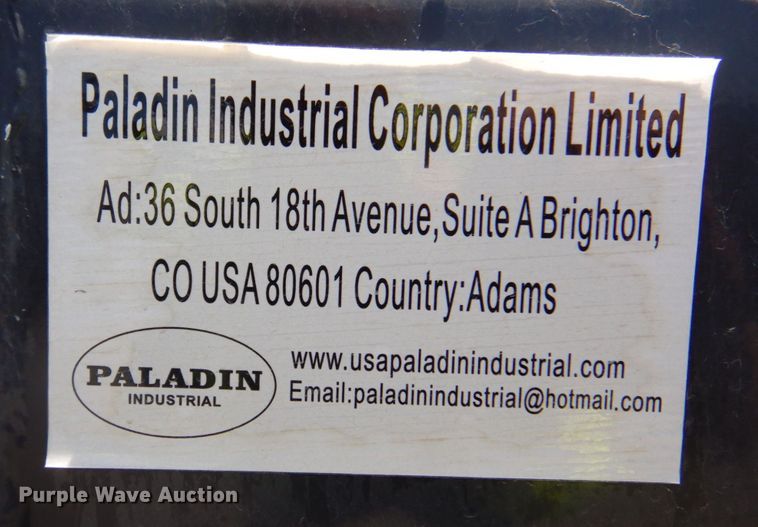 Paladin Industrial Corporation Limited
Ad:36 South 18th Avenue,Suite A Brighton,
CO USA 80601 Country:Adams
PALADIN
INDUSTRIAL
www.usapaladinindustrial.com
Email:paladinindustrial@hotmail.com
Purple Wave Auction